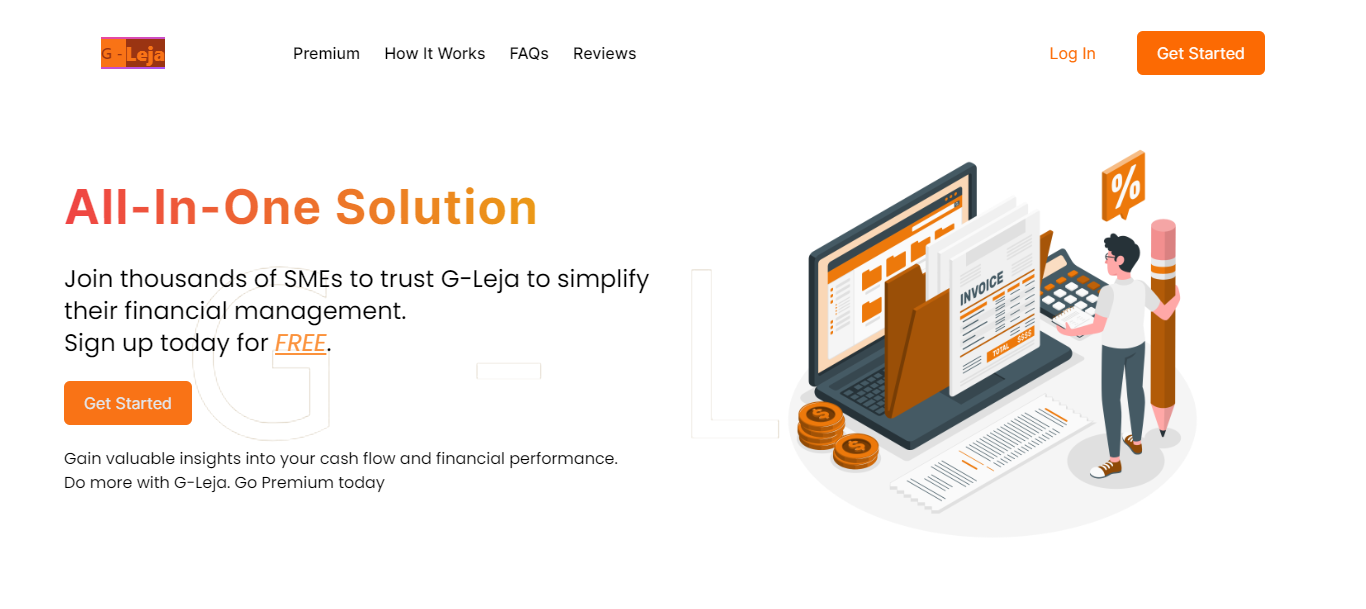 G - Leja
Premium How It Works FAQs Reviews
Log In
Get Started
All-In-One Solution
Join thousands of SMEs to trust G-Leja to simplify
their financial management.
Sign up today for FREE.
Get Started
Gain valuable insights into your cash flow and financial performance.
Do more with G-Leja. Go Premium today
G - L
%
INVOICE
TOTAL $$$$